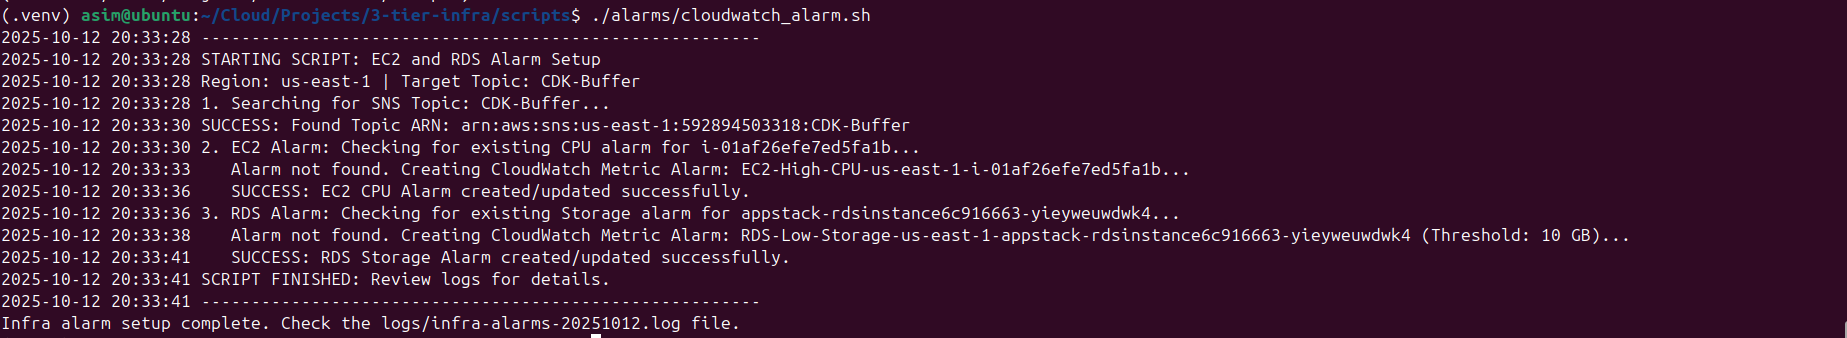 (.venv) asim@ubuntu:~/Cloud/Projects/3-tier-infra/scripts$ ./alarms/cloudwatch_alarm.sh
2025-10-12 20:33:28 --------------------------------------------------------
2025-10-12 20:33:28 STARTING SCRIPT: EC2 and RDS Alarm Setup
2025-10-12 20:33:28 Region: us-east-1 | Target Topic: CDK-Buffer
2025-10-12 20:33:28 1. Searching for SNS Topic: CDK-Buffer...
2025-10-12 20:33:30 SUCCESS: Found Topic ARN: arn:aws:sns:us-east-1:592894503318:CDK-Buffer
2025-10-12 20:33:30 2. EC2 Alarm: Checking for existing CPU alarm for i-01af26efe7ed5fa1b...
2025-10-12 20:33:33    Alarm not found. Creating CloudWatch Metric Alarm: EC2-High-CPU-us-east-1-i-01af26efe7ed5fa1b...
2025-10-12 20:33:36    SUCCESS: EC2 CPU Alarm created/updated successfully.
2025-10-12 20:33:36 3. RDS Alarm: Checking for existing Storage alarm for appstack-rdsinstance6c916663-yieyweuwdwk4...
2025-10-12 20:33:38    Alarm not found. Creating CloudWatch Metric Alarm: RDS-Low-Storage-us-east-1-appstack-rdsinstance6c916663-yieyweuwdwk4 (Threshold: 10 GB)...
2025-10-12 20:33:41    SUCCESS: RDS Storage Alarm created/updated successfully.
2025-10-12 20:33:41 SCRIPT FINISHED: Review logs for details.
2025-10-12 20:33:41 --------------------------------------------------------
Infra alarm setup complete. Check the logs/infra-alarms-20251012.log file.